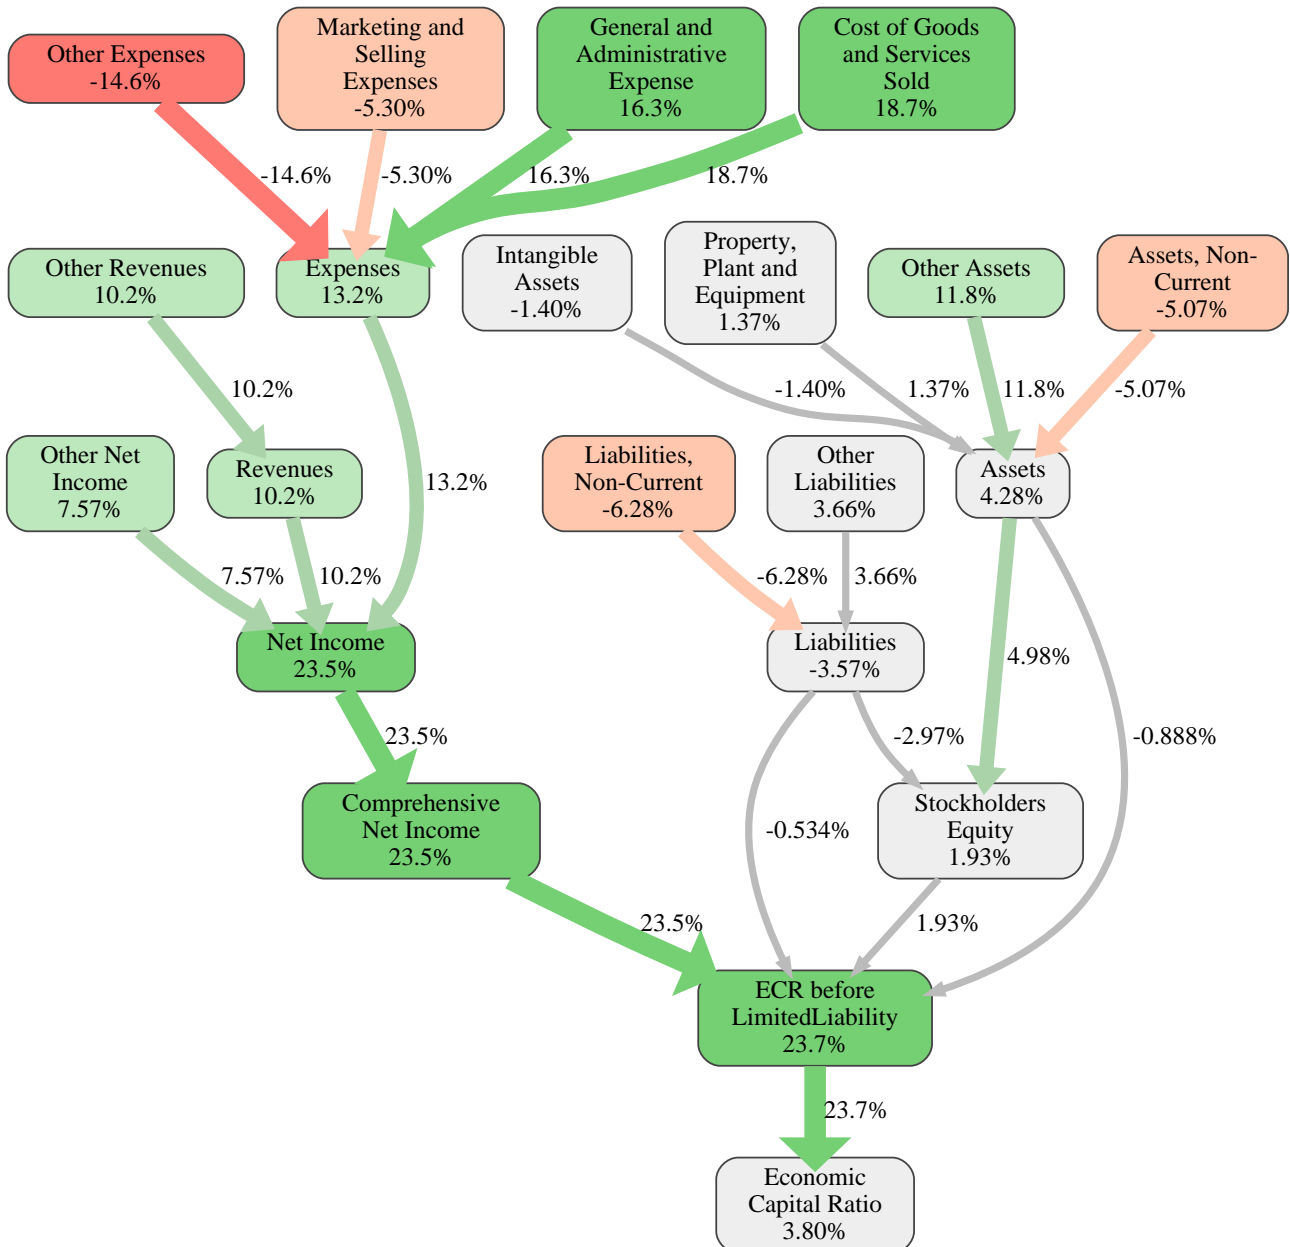 Other Expenses
-14.6%
Marketing and
Selling
Expenses
-5.30%
General and
Administrative
Expense
16.3%
Cost of Goods
and Services
Sold
18.7%
-14.6%
-5.30%
16.3%
18.7%
Other Revenues
10.2%
Expenses
13.2%
Intangible
Assets
-1.40%
Property,
Plant and
Equipment
1.37%
Other Assets
11.8%
Assets, Non-
Current
-5.07%
10.2%
-1.40%
1.37%
11.8%
-5.07%
Other Net
Income
7.57%
Revenues
10.2%
13.2%
Liabilities,
Non-Current
-6.28%
Other
Liabilities
3.66%
Assets
4.28%
7.57%
10.2%
-6.28%
3.66%
Net Income
23.5%
Liabilities
-3.57%
4.98%
23.5%
-2.97%
-0.888%
Comprehensive
Net Income
23.5%
-0.534%
Stockholders
Equity
1.93%
23.5%
1.93%
ECR before
LimitedLiability
23.7%
23.7%
Economic
Capital Ratio
3.80%